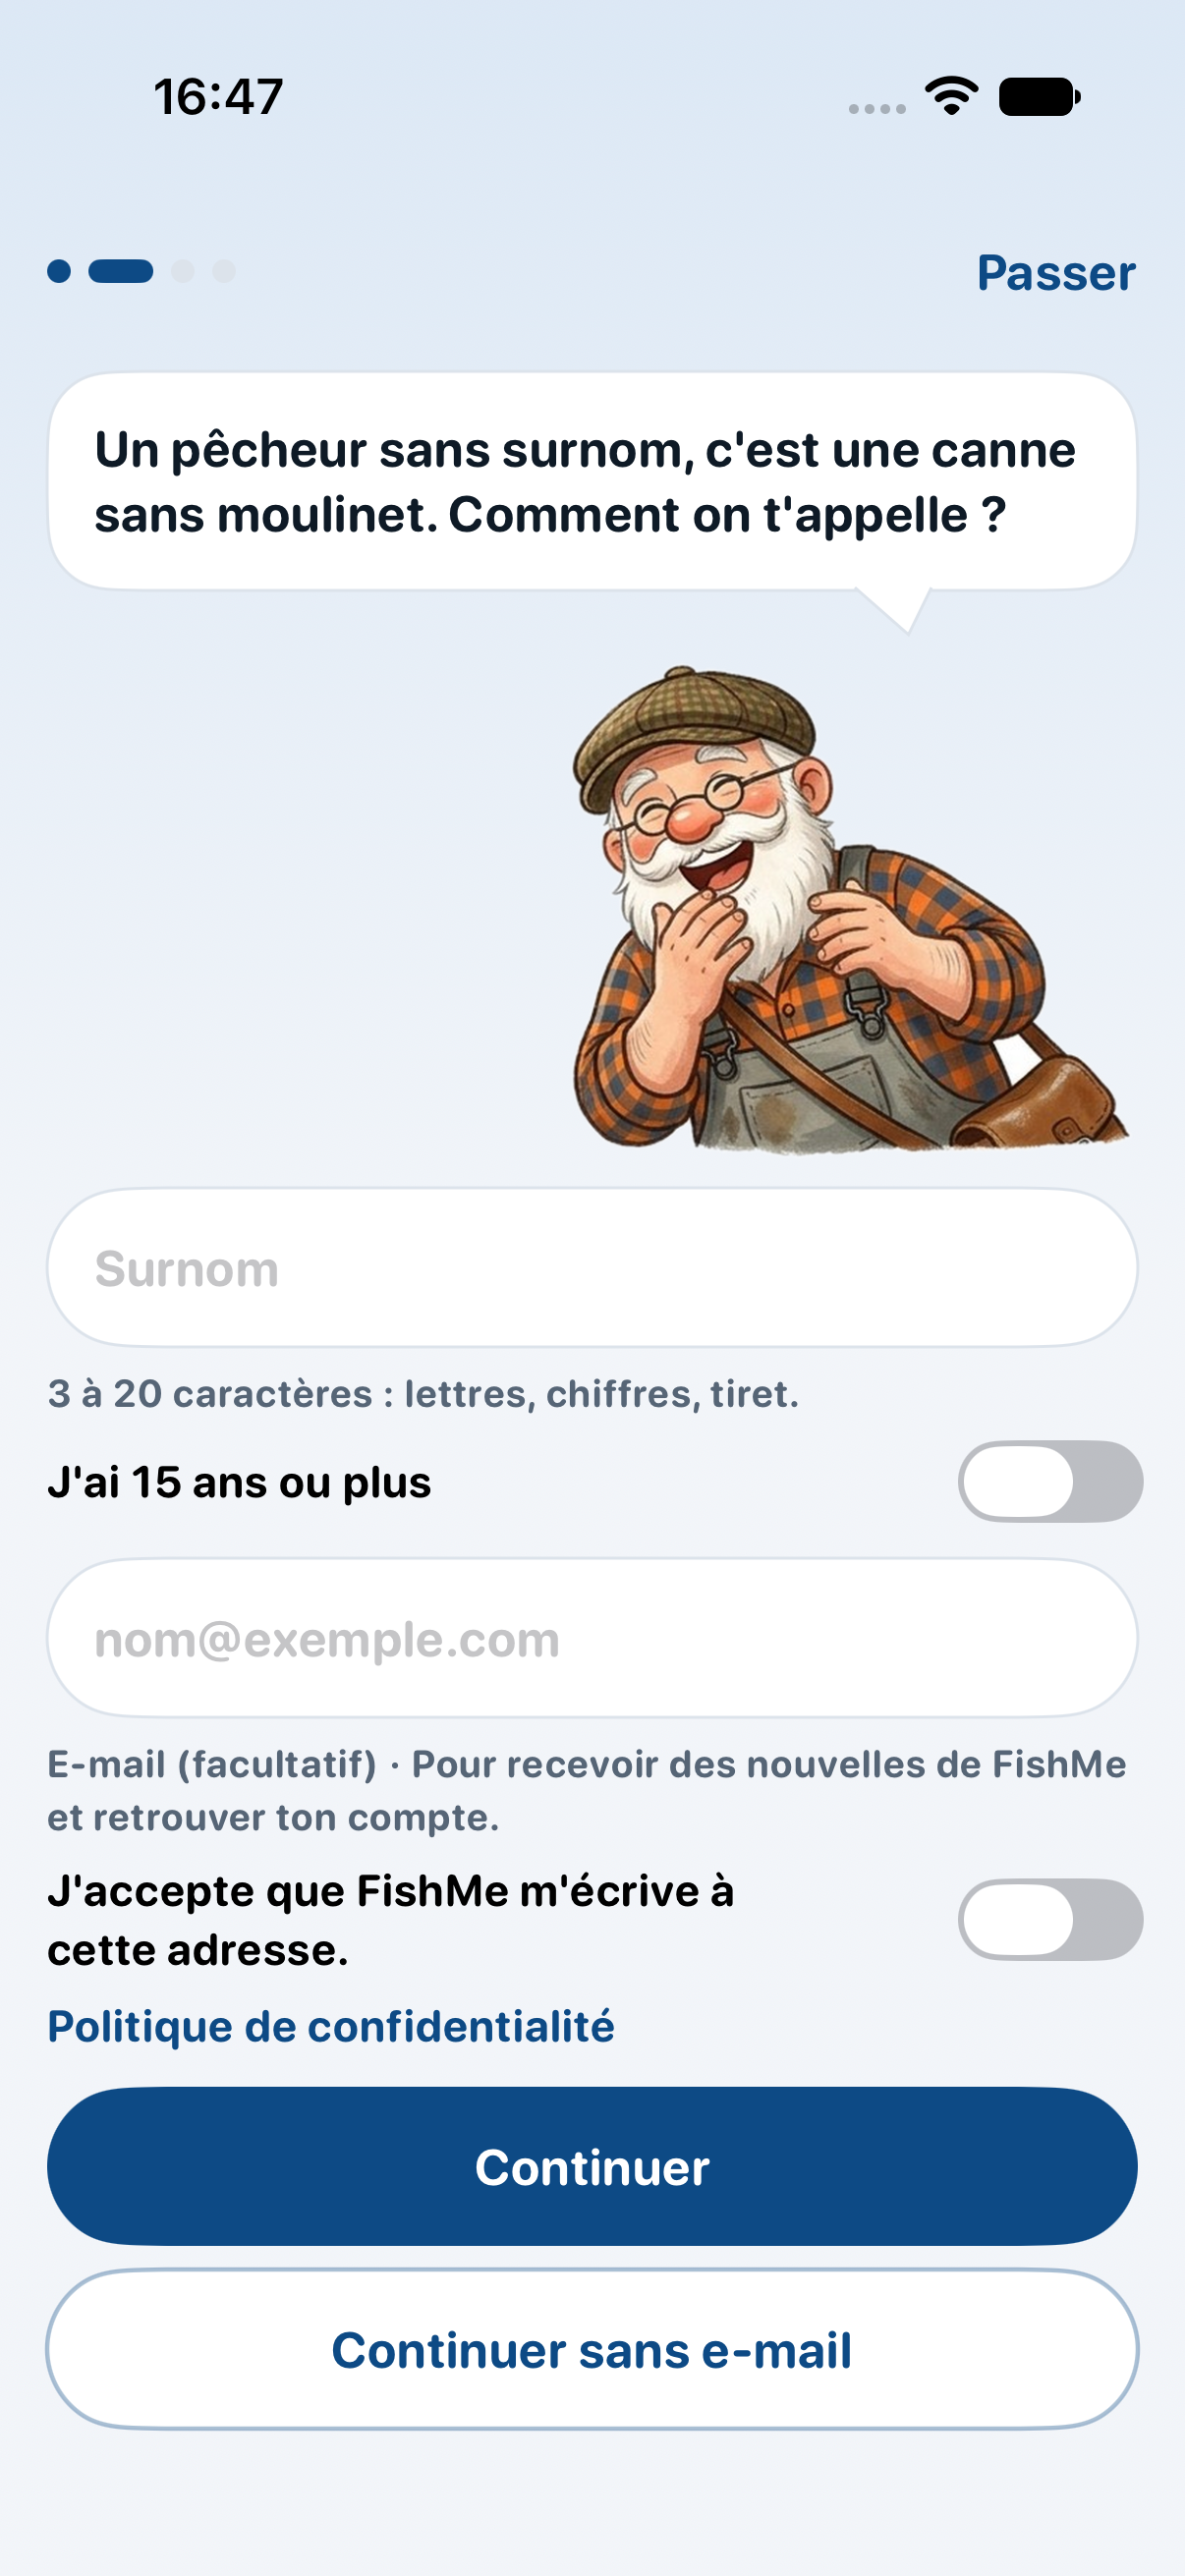 16:47
Passer
Un pêcheur sans surnom, c'est une canne
sans moulinet. Comment on t'appelle ?
Surnom
3 à 20 caractères : lettres, chiffres, tiret.
J'ai 15 ans ou plus
nom@exemple.com
E-mail (facultatif) · Pour recevoir des nouvelles de FishMe
et retrouver ton compte.
J'accepte que FishMe m'écrive à
cette adresse.
Politique de confidentialité
Continuer
Continuer sans e-mail